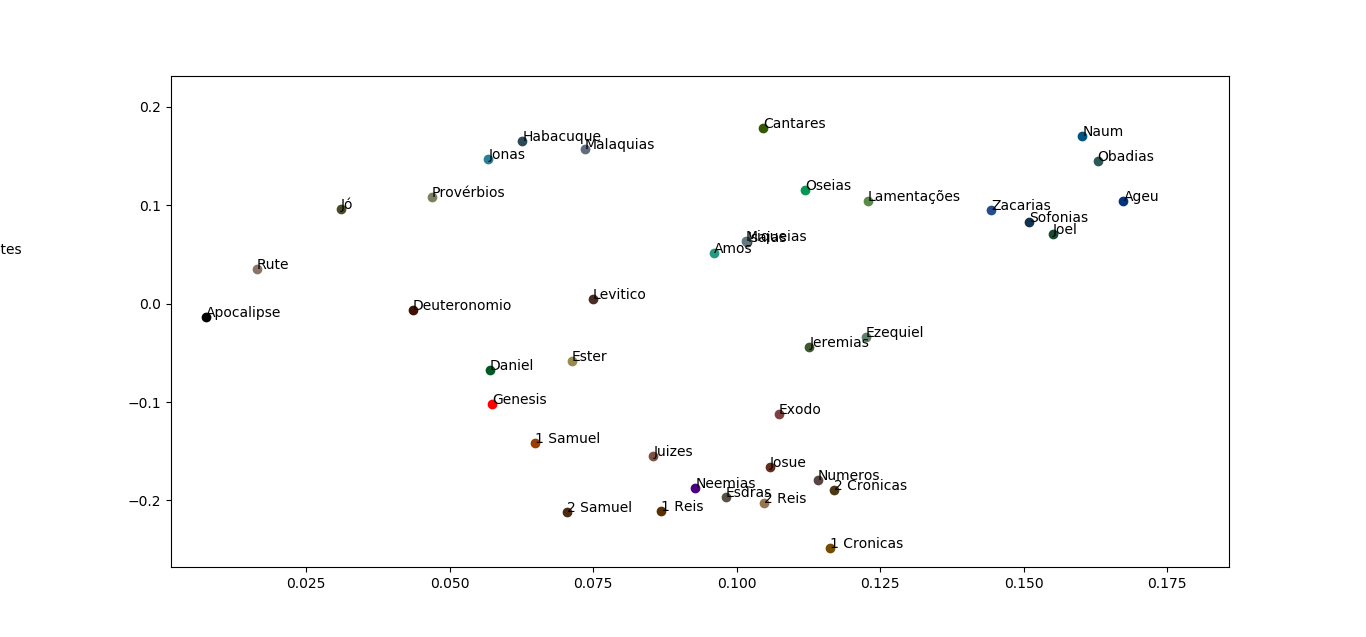 0.2
0.1
0.0
−0.1
−0.2
0.025
0.050
0.075
0.100
0.125
0.150
0.175
Cantares
Naum
Habacuque
Malaquias
Jonas
Obadias
Oseias
Provérbios
Lamentações
Ageu
Jó
Zacarias
Sofonias
Joel
Miqueias
Amos
tes
Rute
Levitico
Deuteronomio
Apocalipse
Ezequiel
Jeremias
Ester
Daniel
Genesis
Exodo
1 Samuel
Juizes
Josue
Numeros
Neemias
2 Cronicas
Esdras
2 Reis
2 Samuel
1 Reis
1 Cronicas